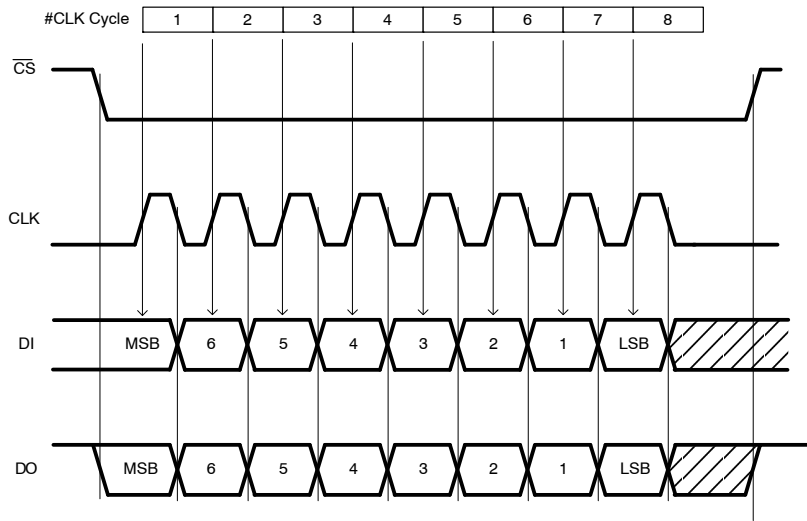 #CLK Cycle 1 2 3 4 5 6 7 8
CS
CLK
DI MSB 6 5 4 3 2 1 LSB
DO MSB 6 5 4 3 2 1 LSB